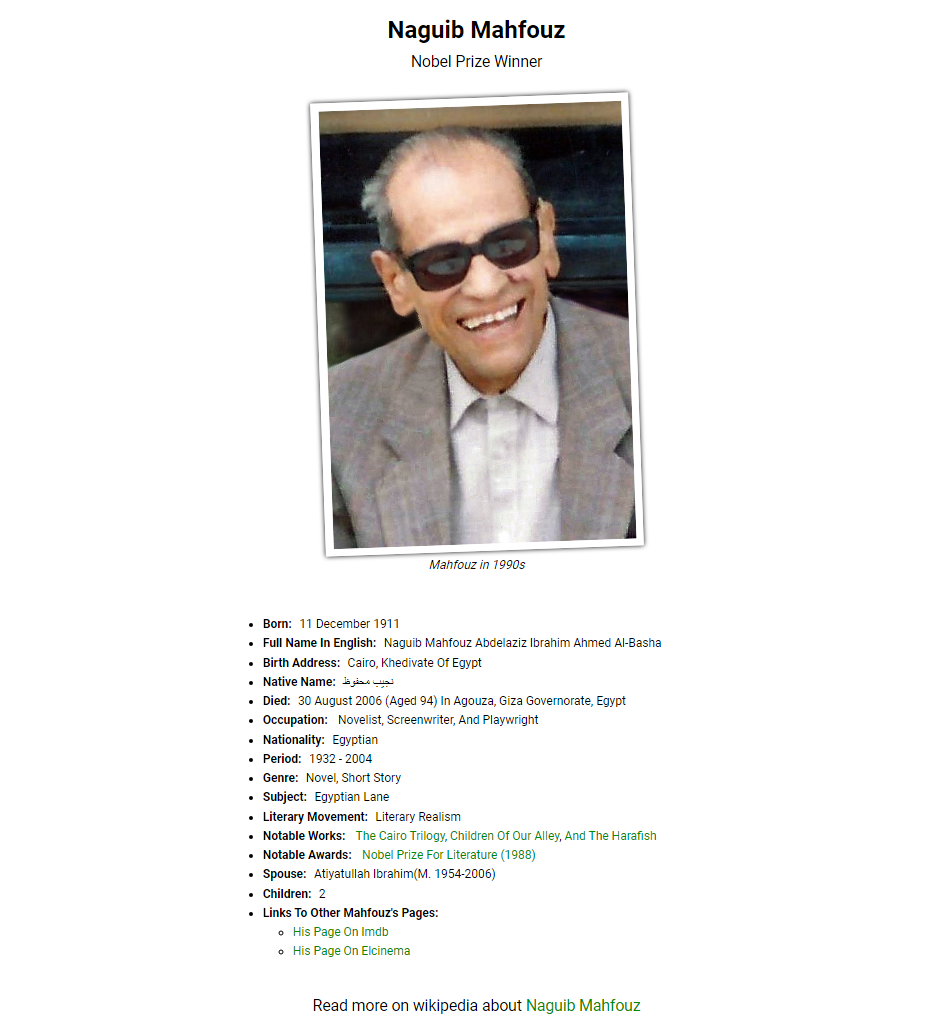 Naguib Mahfouz
Nobel Prize Winner
Mahfouz in 1990s
Born: 11 December 1911
Full Name In English: Naguib Mahfouz Abdelaziz Ibrahim Ahmed Al-Basha
Birth Address: Cairo, Khedivate Of Egypt
Native Name: نجيب محفوظ
Died: 30 August 2006 (Aged 94) In Agouza, Giza Governorate, Egypt
Occupation: Novelist, Screenwriter, And Playwright
Nationality: Egyptian
Period: 1932 - 2004
Genre: Novel, Short Story
Subject: Egyptian Lane
Literary Movement: Literary Realism
Notable Works: The Cairo Trilogy, Children Of Our Alley, And The Harafish
Notable Awards: Nobel Prize For Literature (1988)
Spouse: Atiyatullah Ibrahim(M. 1954-2006)
Children: 2
Links To Other Mahfouz's Pages:
His Page On Imdb
His Page On Elcinema
Read more on wikipedia about Naguib Mahfouz